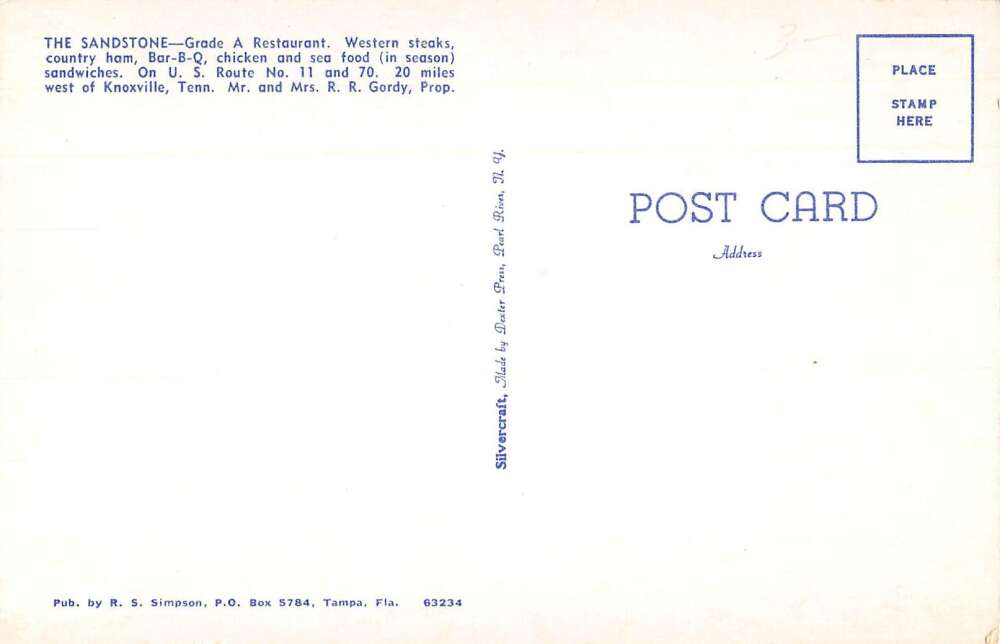 THE SANDSTONE—Grade A Restaurant. Western steaks,
country ham, Bar-B-Q, chicken and sea food (in season)
sandwiches. On U. S. Route No. 11 and 70. 20 miles
west of Knoxville, Tenn. Mr. and Mrs. R. R. Gordy, Prop.
3-
PLACE
STAMP
HERE
POST CARD
Address
Silvercraft, Made by Dexter Press, Pearl River, N. Y.
Pub. by R. S. Simpson, P.O. Box 5784, Tampa, Fla. 63234